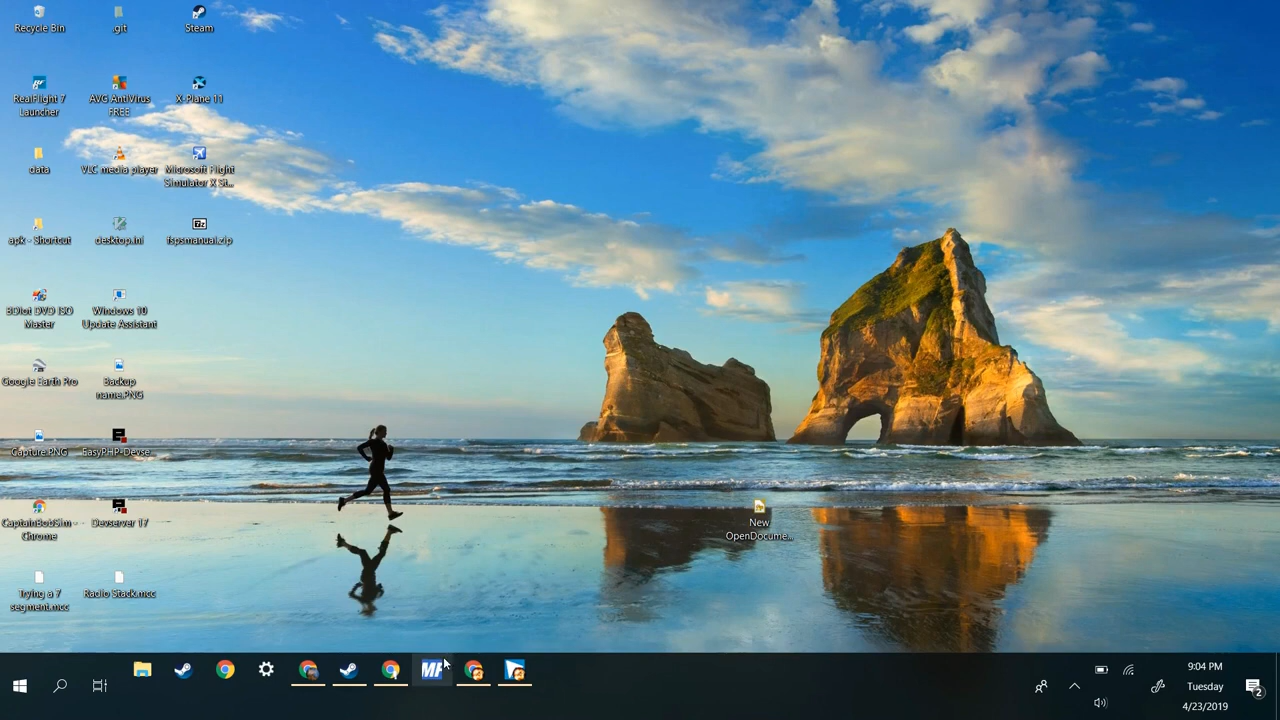 Recycle Bin
.git
Steam
RealFlight 7
Launcher
AVG AntiVirus
FREE
X-Plane 11
data
VLC media player
Microsoft Flight
Simulator X St...
apk - Shortcut
desktop.ini
fspsmanual.zip
BDlot DVD ISO
Master
Windows 10
Update Assistant
Google Earth Pro
Backup
name.PNG
Capture.PNG
EasyPHP-Devse...
CaptainBobSim -
Chrome
Devserver 17
New
OpenDocume...
Trying a 7
segment.mcc
Radio Stack.mcc
MF
9:04 PM
Tuesday
4/23/2019
2